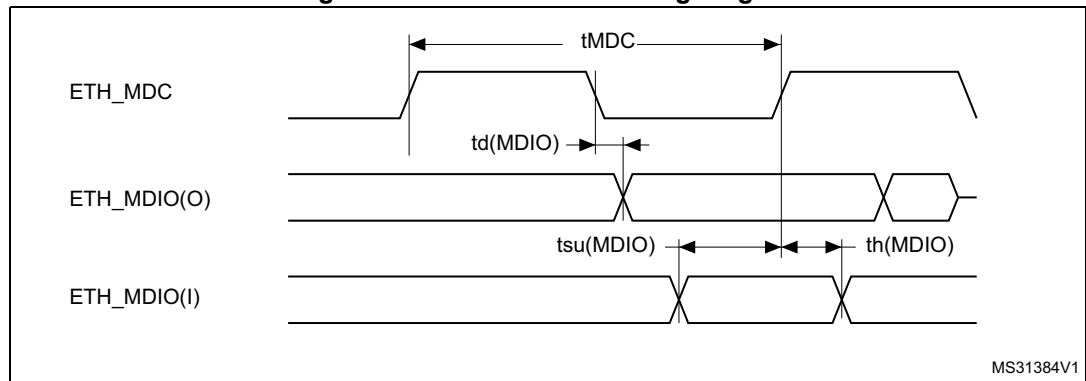 tMDC
ETH_MDC
td(MDIO)
ETH_MDIO(O)
tsu(MDIO)
th(MDIO)
ETH_MDIO(I)
MS31384V1